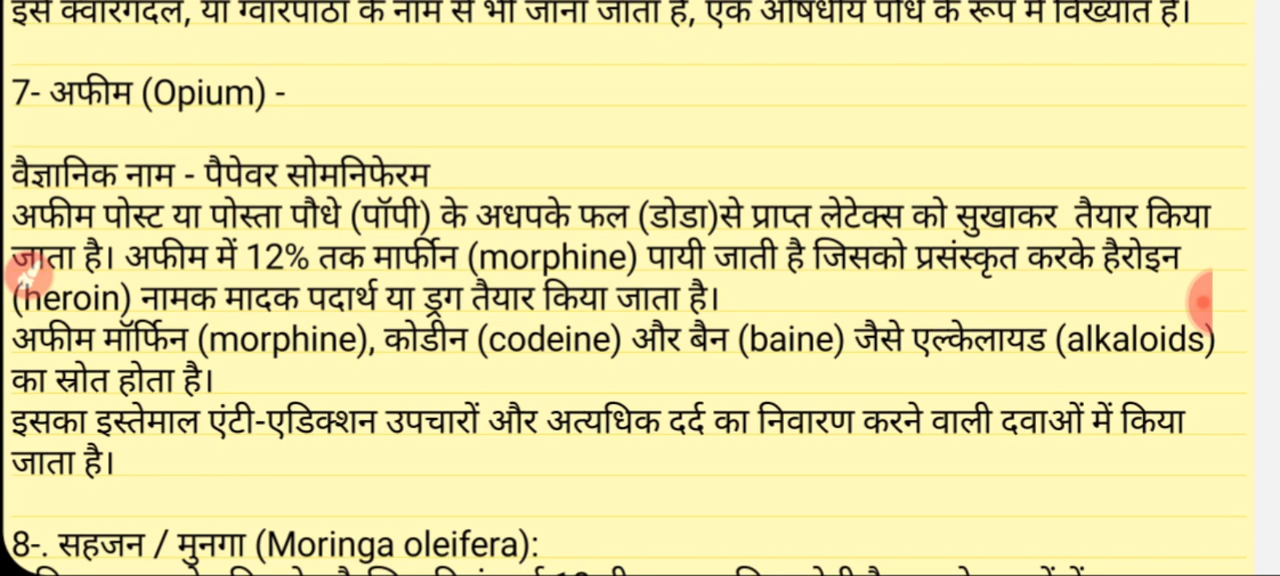 इसे क्वारगंदल, या ग्वारपाठा के नाम से भी जाना जाता है, एक औषधीय पौधे के रूप में विख्यात है।
7- अफीम (Opium) -
वैज्ञानिक नाम - पैपेवर सोमनिफेरम
अफीम पोस्ट या पोस्ता पौधे (पॉपी) के अधपके फल (डोडा)से प्राप्त लेटेक्स को सुखाकर तैयार किया
जाता है। अफीम में 12% तक मार्फीन (morphine) पायी जाती है जिसको प्रसंस्कृत करके हैरोइन
(heroin) नामक मादक पदार्थ या ड्रग तैयार किया जाता है।
अफीम मॉर्फिन (morphine), कोडीन (codeine) और बैन (baine) जैसे एल्केलायड (alkaloids)
का स्रोत होता है।
इसका इस्तेमाल एंटी-एडिक्शन उपचारों और अत्यधिक दर्द का निवारण करने वाली दवाओं में किया
जाता है।
8-. सहजन / मुनगा (Moringa oleifera):